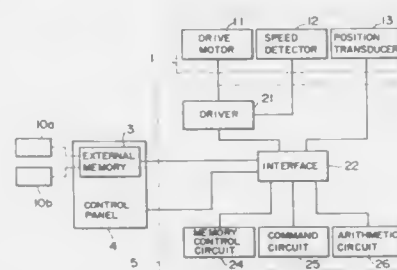 11
12
13
DRIVE
MOTOR
SPEED
DETECTOR
POSITION
TRANSDUCER
1
21
DRIVER
10a
10b
3
EXTERNAL
MEMORY
CONTROL
PANEL
4
INTERFACE
22
MEMORY
CONTROL
CIRCUIT
24
COMMAND
CIRCUIT
25
ARITHMETIC
CIRCUIT
26
5